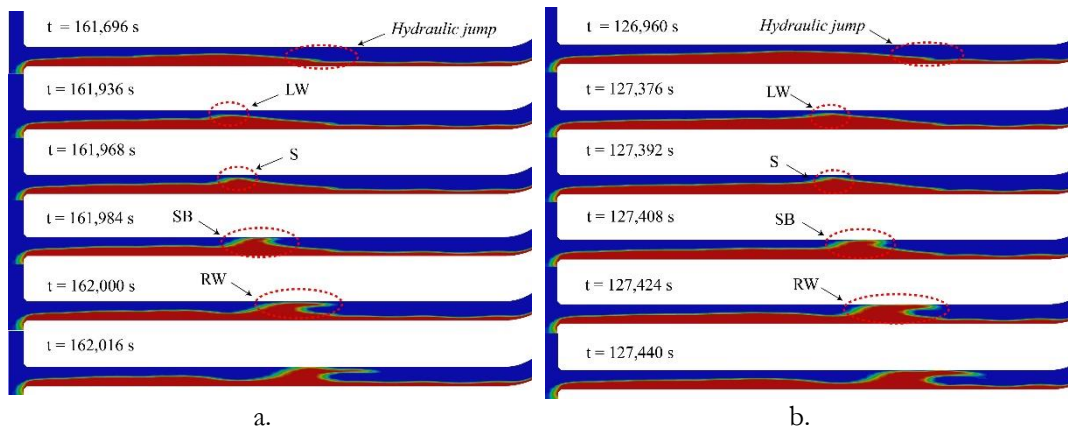 t = 161,696 s
Hydraulic jump
t = 161,936 s
LW
t = 161,968 s
S
t = 161,984 s
SB
t = 162,000 s
RW
t = 162,016 s
a.
t = 126,960 s
Hydraulic jump
t = 127,376 s
LW
t = 127,392 s
S
t = 127,408 s
SB
t = 127,424 s
RW
t = 127,440 s
b.